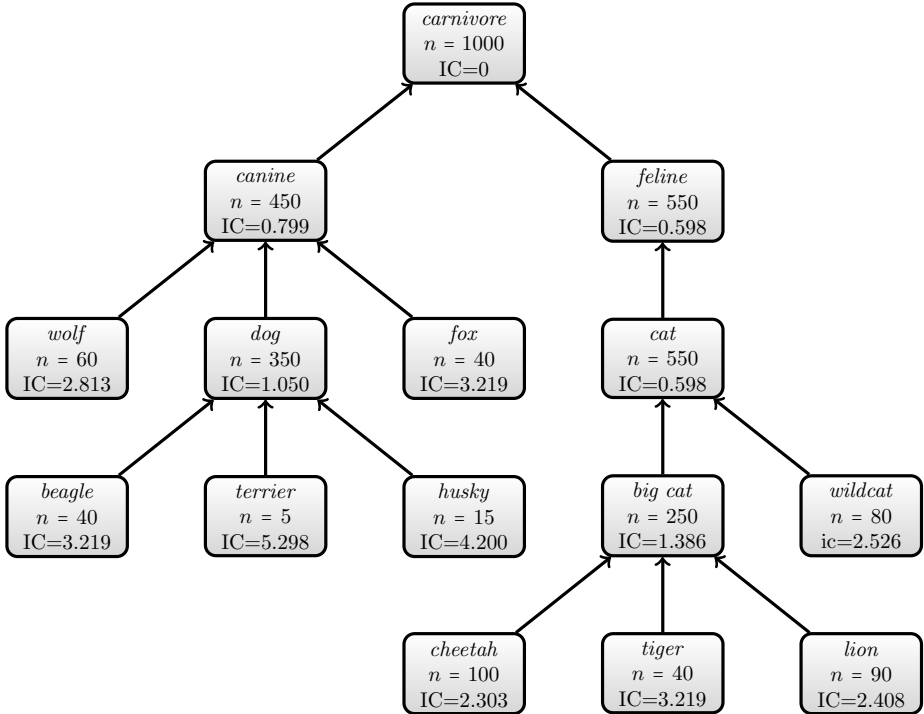 carnivore
n = 1000
IC=0
canine
n = 450
IC=0.799
feline
n = 550
IC=0.598
wolf
n = 60
IC=2.813
dog
n = 350
IC=1.050
fox
n = 40
IC=3.219
cat
n = 550
IC=0.598
beagle
n = 40
IC=3.219
terrier
n = 5
IC=5.298
husky
n = 15
IC=4.200
big cat
n = 250
IC=1.386
wildcat
n = 80
ic=2.526
cheetah
n = 100
IC=2.303
tiger
n = 40
IC=3.219
lion
n = 90
IC=2.408